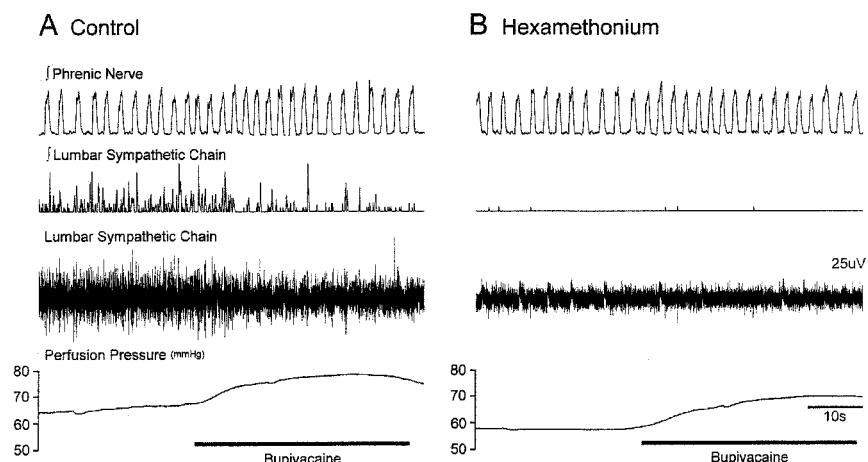 A Control
∫Phrenic Nerve
∫Lumbar Sympathetic Chain
Lumbar Sympathetic Chain
Perfusion Pressure (mmHg)
80
70
60
50
Bupivacaine
B Hexamethonium
25uV
80
70
60
50
10s
Bupivacaine